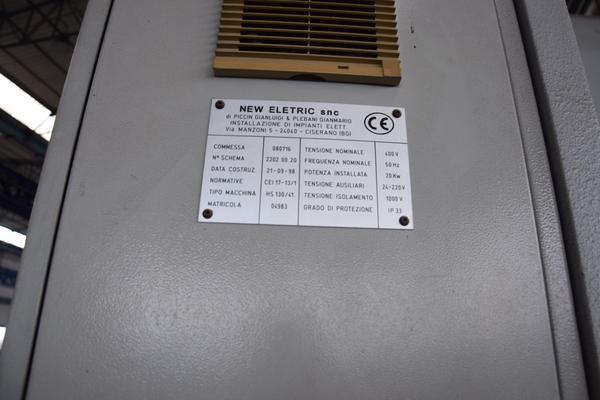 NEW ELETRIC snc
di PICCIN GIANLUIGI & PLEBANI GIANMARIO
INSTALLAZIONE DI IMPIANTI ELETT.
Via MANZONI 5 - 24040 - CISERANO (BG)
CE
COMMESSA 080716 TENSIONE NOMINALE 400 V
N° SCHEMA 2202.00.20 FREQUENZA NOMINALE 50 Hz
DATA COSTRUZ. 21-09-98 POTENZA INSTALLATA 20 Kw
NORMATIVE CEI 17-13/1 TENSIONE AUSILIARI 24-220V
TIPO MACCHINA HS 130/41 TENSIONE ISOLAMENTO 1000 V
MATRICOLA 04983 GRADO DI PROTEZIONE IP 33